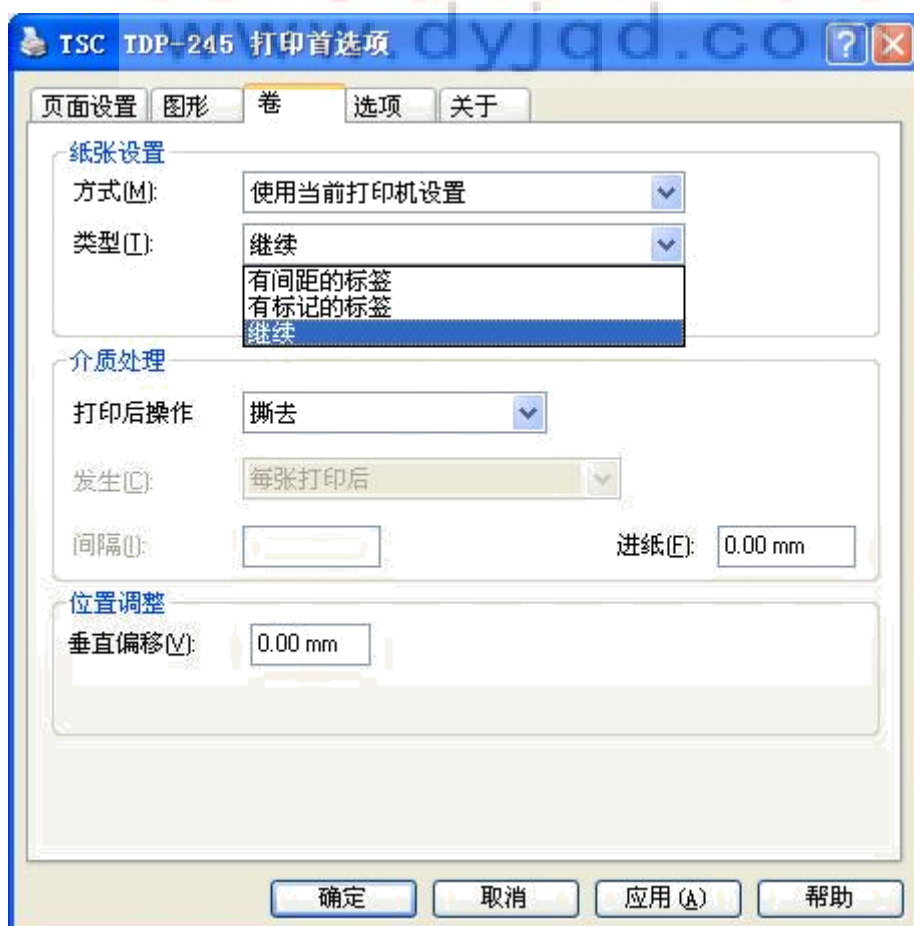 www.dyjqd.co
TSC TDP-245 打印首选项
页面设置 图形 卷 选项 关于
纸张设置
方式(M): 使用当前打印机设置
类型(T): 继续
有间距的标签
有标记的标签
继续
介质处理
打印后操作 撕去
发生(C): 每张打印后
间隔(I): 进纸(F): 0.00 mm
位置调整
垂直偏移(V): 0.00 mm
确定 取消 应用(A) 帮助